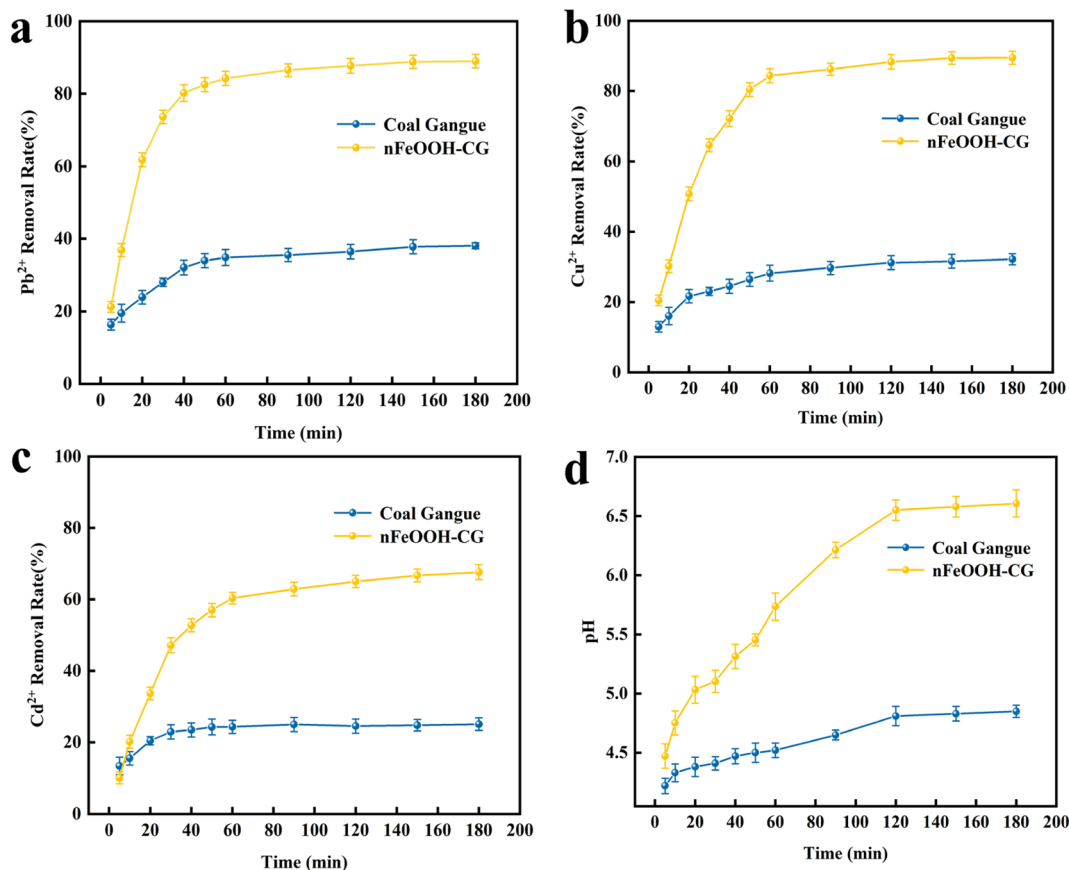 a
100
80
60
40
20
0
Pb²⁺ Removal Rate(%)
Coal Gangue
nFeOOH-CG
0 20 40 60 80 100 120 140 160 180 200
Time (min)
b
100
80
60
40
20
0
Cu²⁺ Removal Rate(%)
Coal Gangue
nFeOOH-CG
0 20 40 60 80 100 120 140 160 180 200
Time (min)
c
100
80
60
40
20
0
Cd²⁺ Removal Rate(%)
Coal Gangue
nFeOOH-CG
0 20 40 60 80 100 120 140 160 180 200
Time (min)
d
7.0
6.5
6.0
5.5
5.0
4.5
pH
Coal Gangue
nFeOOH-CG
0 20 40 60 80 100 120 140 160 180 200
Time (min)